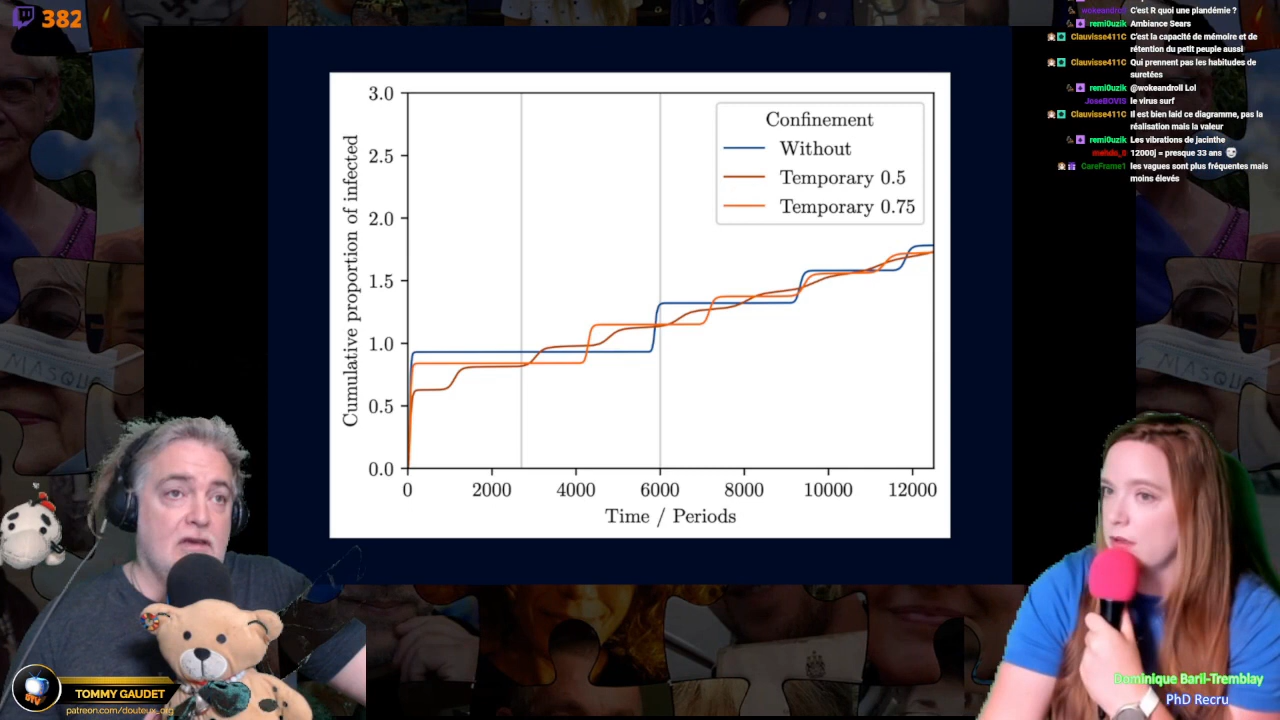 382
C'est R quoi une plandémie ?
remi0uzik Ambiance Sears
Clauvisse411C C'est la capacité de mémoire et de
rétention du petit peuple aussi
Clauvisse411C Qui prennent pas les habitudes de
suretées
remi0uzik @wokeandroll Lol
JoseBOVIS le virus surf
Clauvisse411C Il est bien laid ce diagramme, pas la
réalisation mais la valeur
remi0uzik Les vibrations de jacinthe
12000j = presque 33 ans
CareFrame1 les vagues sont plus fréquentes mais
moins élevés
Cumulative proportion of infected
3.0
2.5
2.0
1.5
1.0
0.5
0.0
Confinement
Without
Temporary 0.5
Temporary 0.75
0 2000 4000 6000 8000 10000 12000
Time / Periods
MASQUE
MASQUE
TOMMY GAUDET
patreon.com/douteux_org
Dominique Baril-Tremblay
PhD Recru